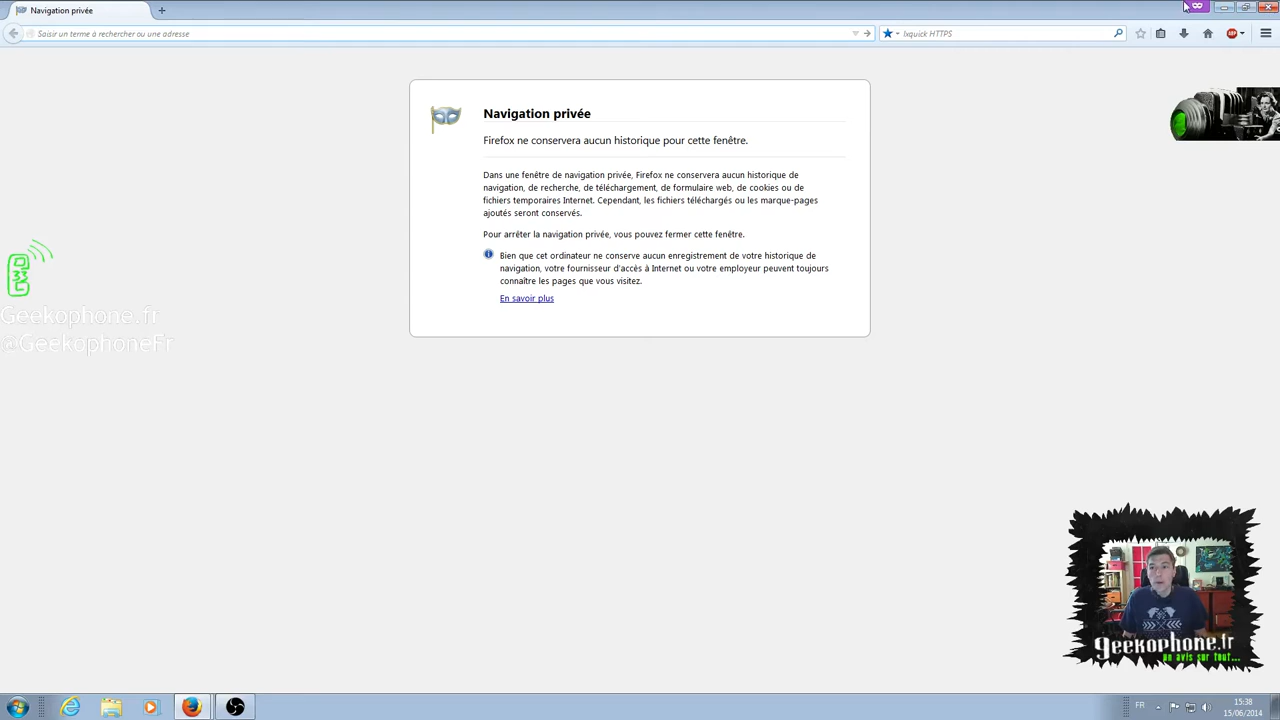 Navigation privée
Saisir un terme à rechercher ou une adresse
Ixquick HTTPS
ABP
Navigation privée
Firefox ne conservera aucun historique pour cette fenêtre.
Dans une fenêtre de navigation privée, Firefox ne conservera aucun historique de
navigation, de recherche, de téléchargement, de formulaire web, de cookies ou de
fichiers temporaires Internet. Cependant, les fichiers téléchargés ou les marque-pages
ajoutés seront conservés.
Pour arrêter la navigation privée, vous pouvez fermer cette fenêtre.
Bien que cet ordinateur ne conserve aucun enregistrement de votre historique de
navigation, votre fournisseur d'accès à Internet ou votre employeur peuvent toujours
connaître les pages que vous visitez.
En savoir plus
Geekophone.fr
@GeekophoneFr
geekophone.fr
un avis sur tout...
FR
15:38
15/06/2014